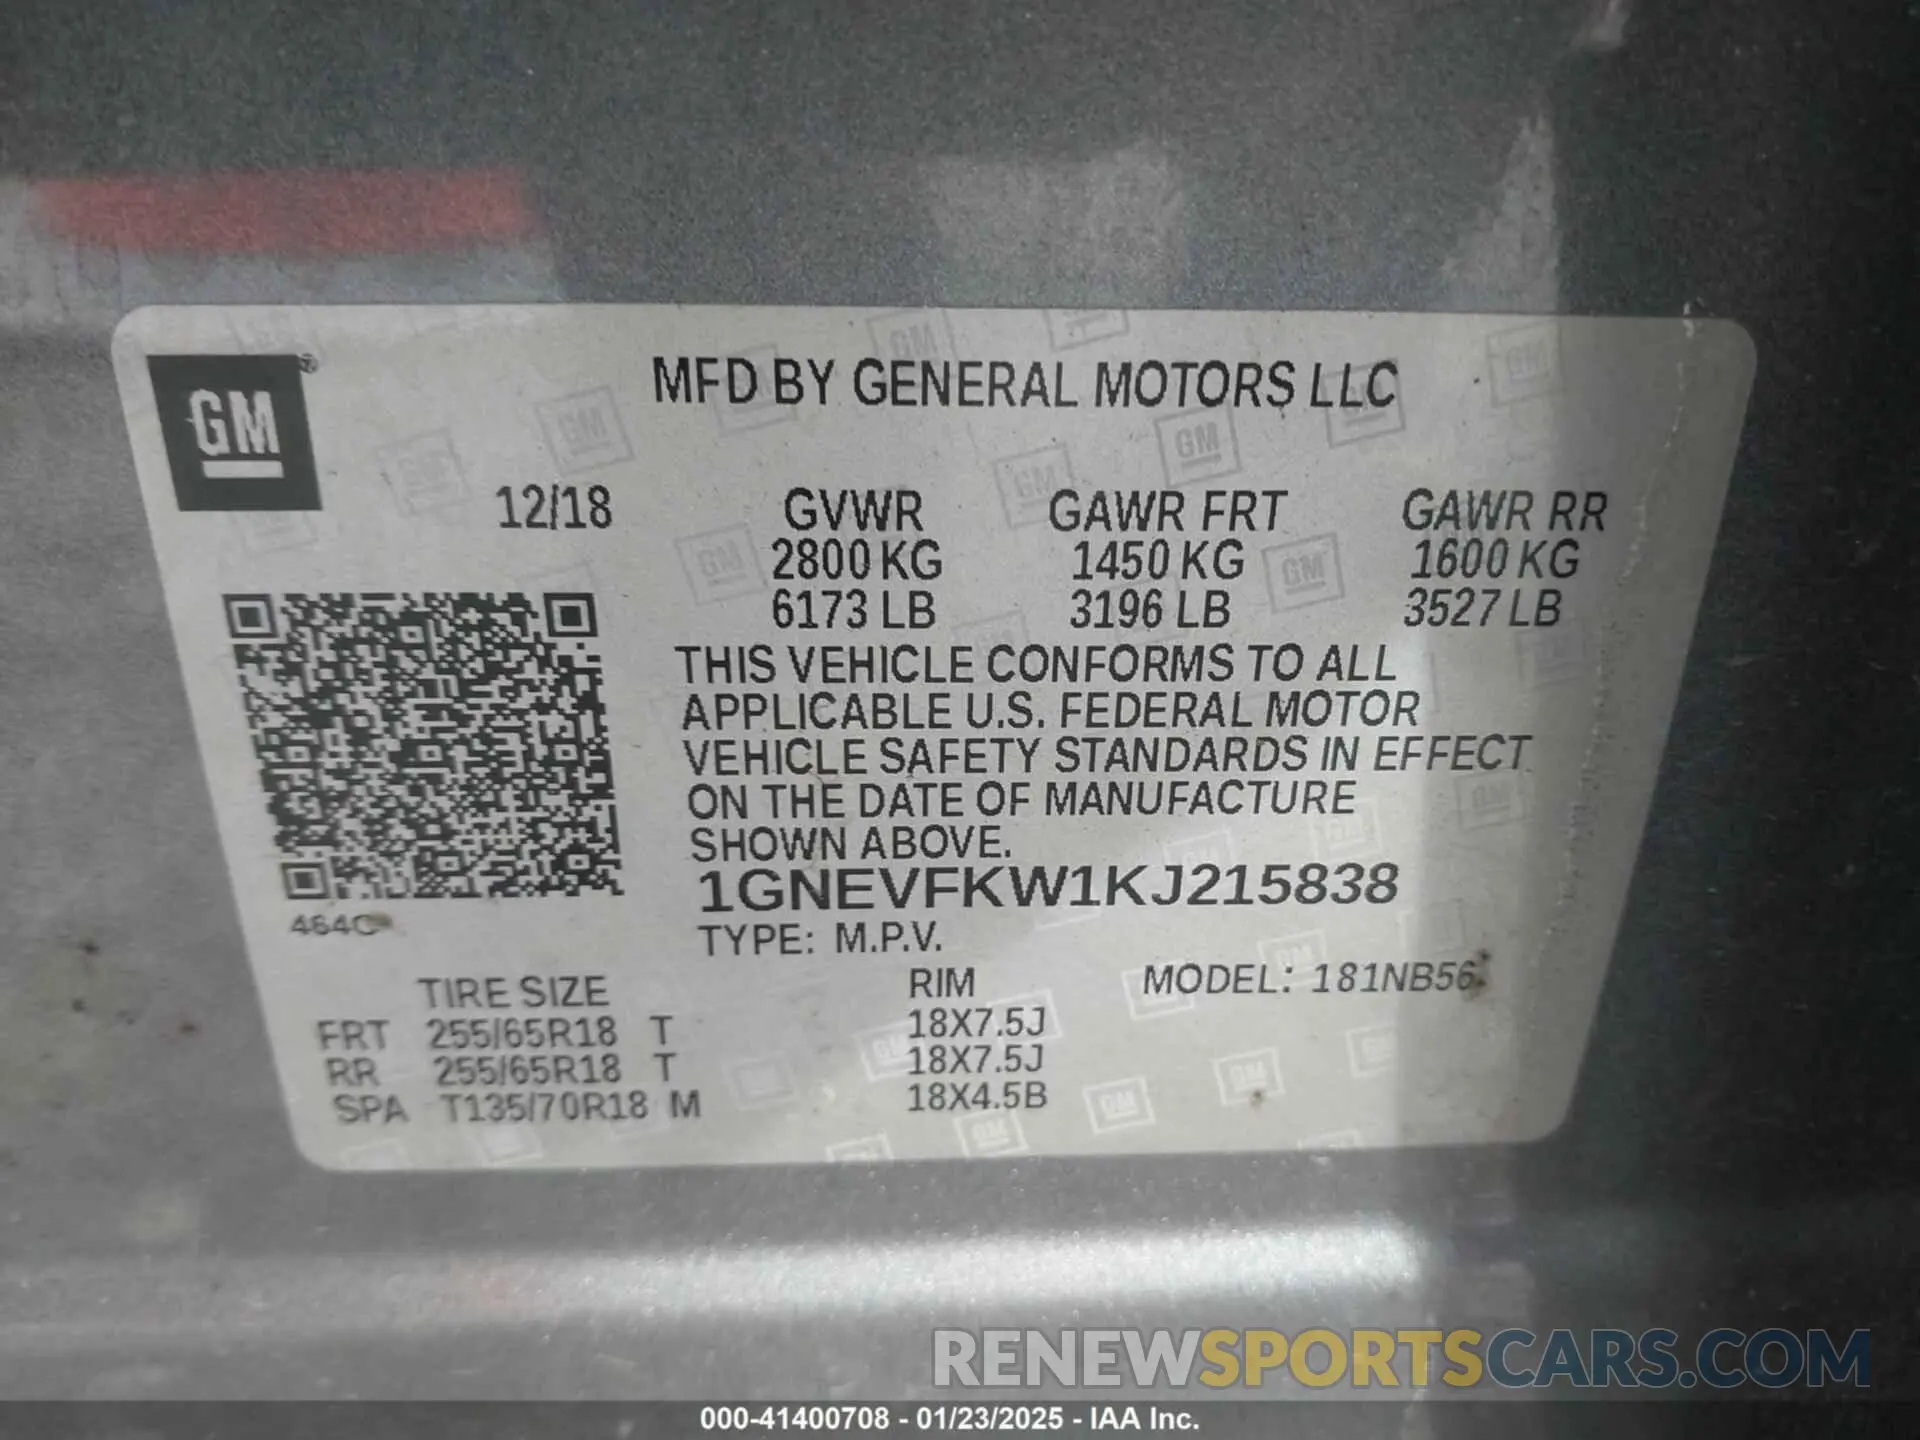 GM®
MFD BY GENERAL MOTORS LLC
12/18 GVWR GAWR FRT GAWR RR
2800 KG 1450 KG 1600 KG
6173 LB 3196 LB 3527 LB
THIS VEHICLE CONFORMS TO ALL
APPLICABLE U.S. FEDERAL MOTOR
VEHICLE SAFETY STANDARDS IN EFFECT
ON THE DATE OF MANUFACTURE
SHOWN ABOVE.
1GNEVFKW1KJ215838
464C
TYPE: M.P.V.
TIRE SIZE RIM MODEL: 181NB56
FRT 255/65R18 T 18X7.5J
RR 255/65R18 T 18X7.5J
SPA T135/70R18 M 18X4.5B
RENEWSPORTSCARS.COM
000-41400708 - 01/23/2025 - IAA Inc.